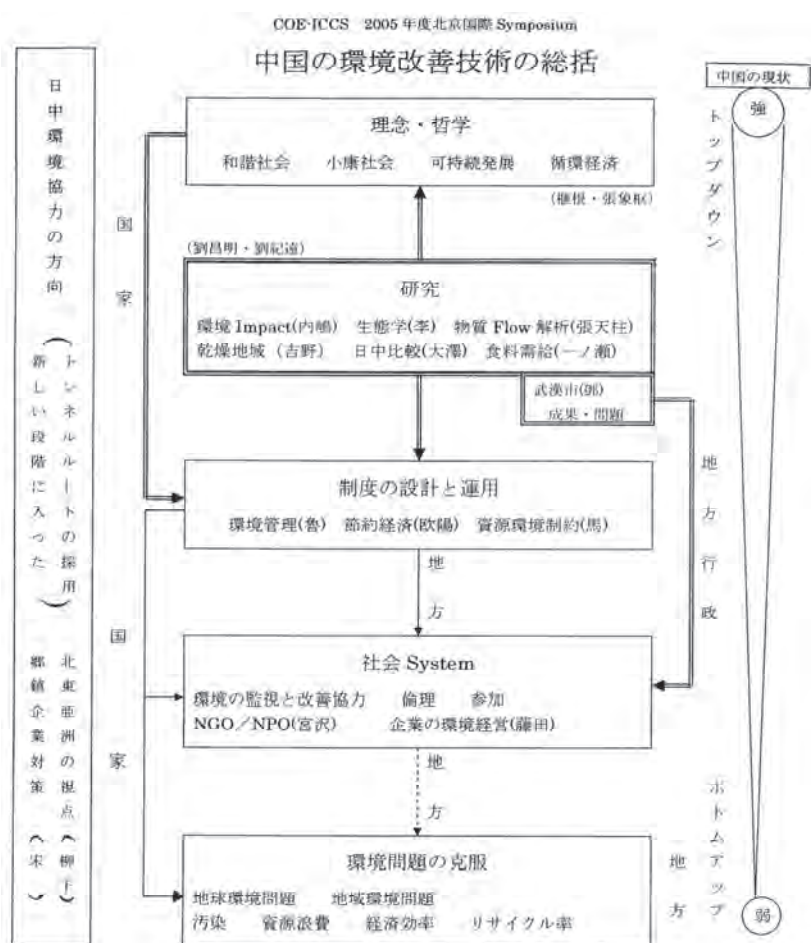 COE-ICCS 2005年度北京国際 Symposium
中国の環境改善技術の総括
日中環境協力の方向
(トンネルルートの採用
新しい段階に入った)
北東亜洲の視点(柳下)
郷鎮企業対策(宋)
中国の現状
強
トップダウン
理念・哲学
和諧社会 小康社会 可持続発展 循環経済
国家
(劉昌明・劉紀遠)
研究
環境 Impact(内嶋) 生態学(李) 物質 Flow 解析(張天柱)
乾燥地域(吉野) 日中比較(大澤) 食料需給(一ノ瀬)
武漢市
成果・問題
地方行政
制度の設計と運用
環境管理(魯) 節約経済(欧陽) 資源環境制約(馬)
地方
国家
社会 System
環境の監視と改善協力 倫理 参加
NGO/NPO(宮沢) 企業の環境経営(藤田)
地方
ボトムアップ
地方
環境問題の克服
地球環境問題 地域環境問題
汚染 資源浪費 経済効率 リサイクル率
弱